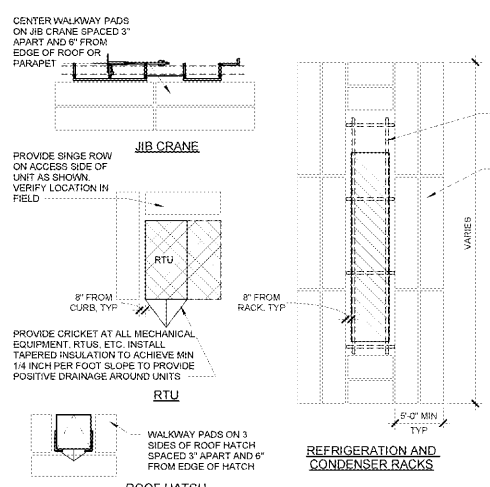 CENTER WALKWAY PADS
ON JIB CRANE SPACED 3"
APART AND 6" FROM
EDGE OF ROOF OR
PARAPET
JIB CRANE
PROVIDE SINGE ROW
ON ACCESS SIDE OF
UNIT AS SHOWN.
VERIFY LOCATION IN
FIELD
RTU
8" FROM
CURB, TYP
PROVIDE CRICKET AT ALL MECHANICAL
EQUIPMENT, RTUS, ETC. INSTALL
TAPERED INSULATION TO ACHIEVE MIN
1/4 INCH PER FOOT SLOPE TO PROVIDE
POSITIVE DRAINAGE AROUND UNITS
RTU
WALKWAY PADS ON 3
SIDES OF ROOF HATCH
SPACED 3" APART AND 6"
FROM EDGE OF HATCH
ROOF HATCH
8" FROM
RACK, TYP
VARIES
5'-0" MIN
TYP
REFRIGERATION AND
CONDENSER RACKS